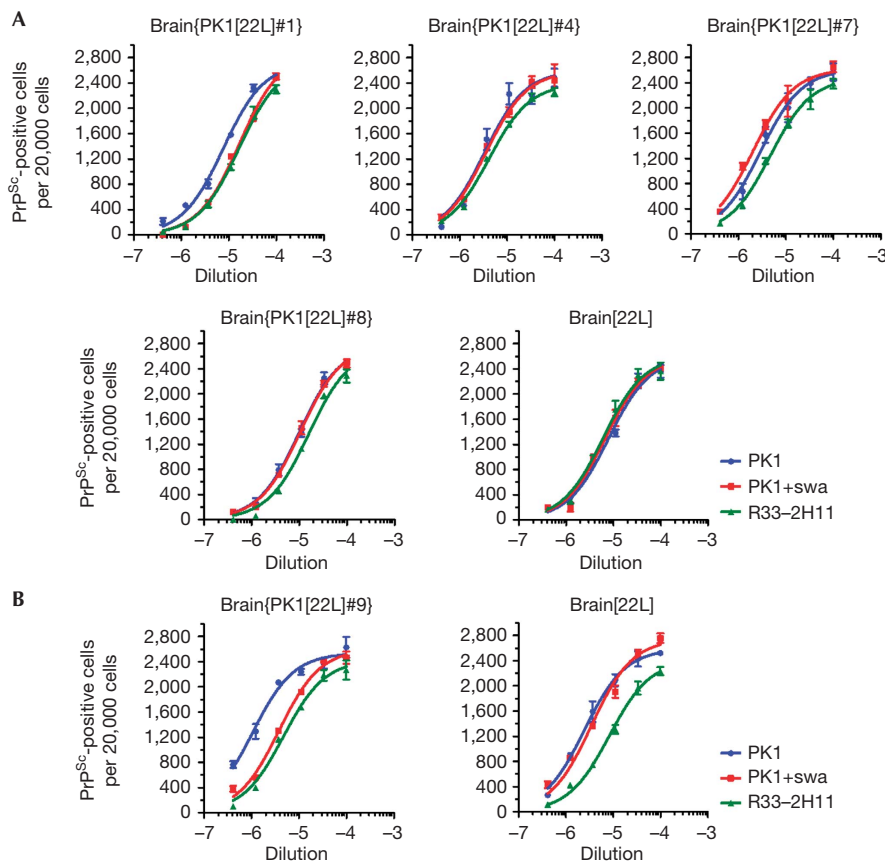 A
Brain{PK1[22L]#1}
Brain{PK1[22L]#4}
Brain{PK1[22L]#7}
PrPSc-positive cells
per 20,000 cells
2,800
2,400
2,000
1,600
1,200
800
400
0
–7 –6 –5 –4 –3
Dilution
2,800
2,400
2,000
1,600
1,200
800
400
0
–7 –6 –5 –4 –3
Dilution
2,800
2,400
2,000
1,600
1,200
800
400
0
–7 –6 –5 –4 –3
Dilution
Brain{PK1[22L]#8}
Brain[22L]
PrPSc-positive cells
per 20,000 cells
2,800
2,400
2,000
1,600
1,200
800
400
0
–7 –6 –5 –4 –3
Dilution
2,800
2,400
2,000
1,600
1,200
800
400
0
–7 –6 –5 –4 –3
Dilution
PK1
PK1+swa
R33–2H11
B
Brain{PK1[22L]#9}
Brain[22L]
PrPSc-positive cells
per 20,000 cells
2,800
2,400
2,000
1,600
1,200
800
400
0
–7 –6 –5 –4 –3
Dilution
2,800
2,400
2,000
1,600
1,200
800
400
0
–7 –6 –5 –4 –3
Dilution
PK1
PK1+swa
R33–2H11